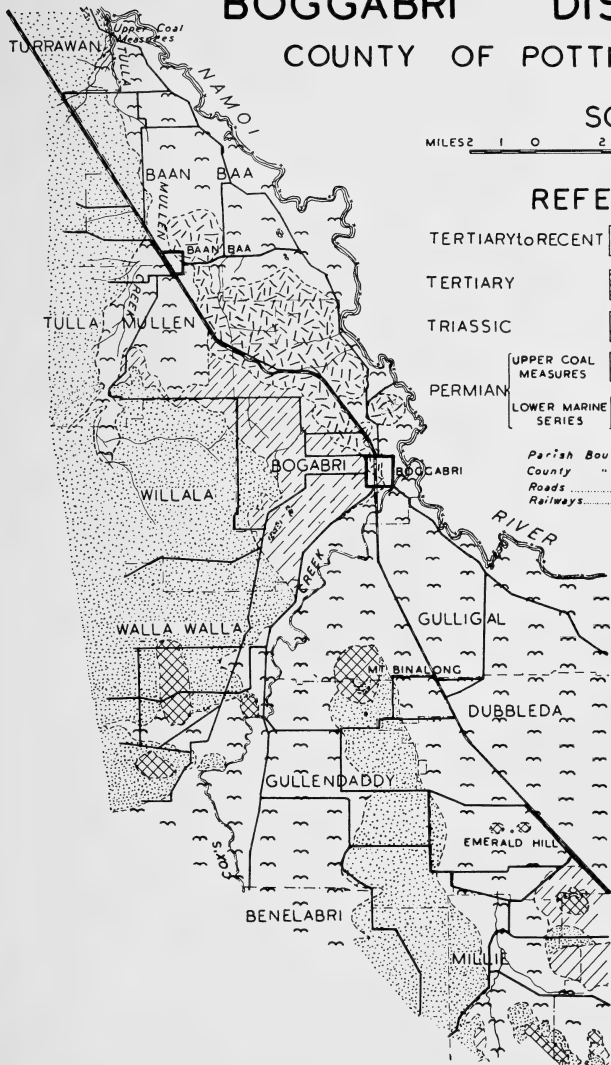 BOGGABRI DIS
COUNTY OF POTT
SC
MILES 2 1 0 2
REFE
TERTIARY to RECENT
TERTIARY
TRIASSIC
PERMIAN
UPPER COAL
MEASURES
LOWER MARINE
SERIES
Parish Bou
County "
Roads
Railways
TURRAWAN
Upper Coal
Measures
TULLA
NAMOI
BAAN BAA
MULLEN
BAAN BAA
CREEK
TULLA MULLEN
BOGABRI
BOGGABRI
WILLALA
RIVER
CREEK
WALLA WALLA
GULLIGAL
MT BINALONG
DUBBLEDA
GULLENDADDY
EMERALD HILL
COX'S
BENELABRI
MILLIE